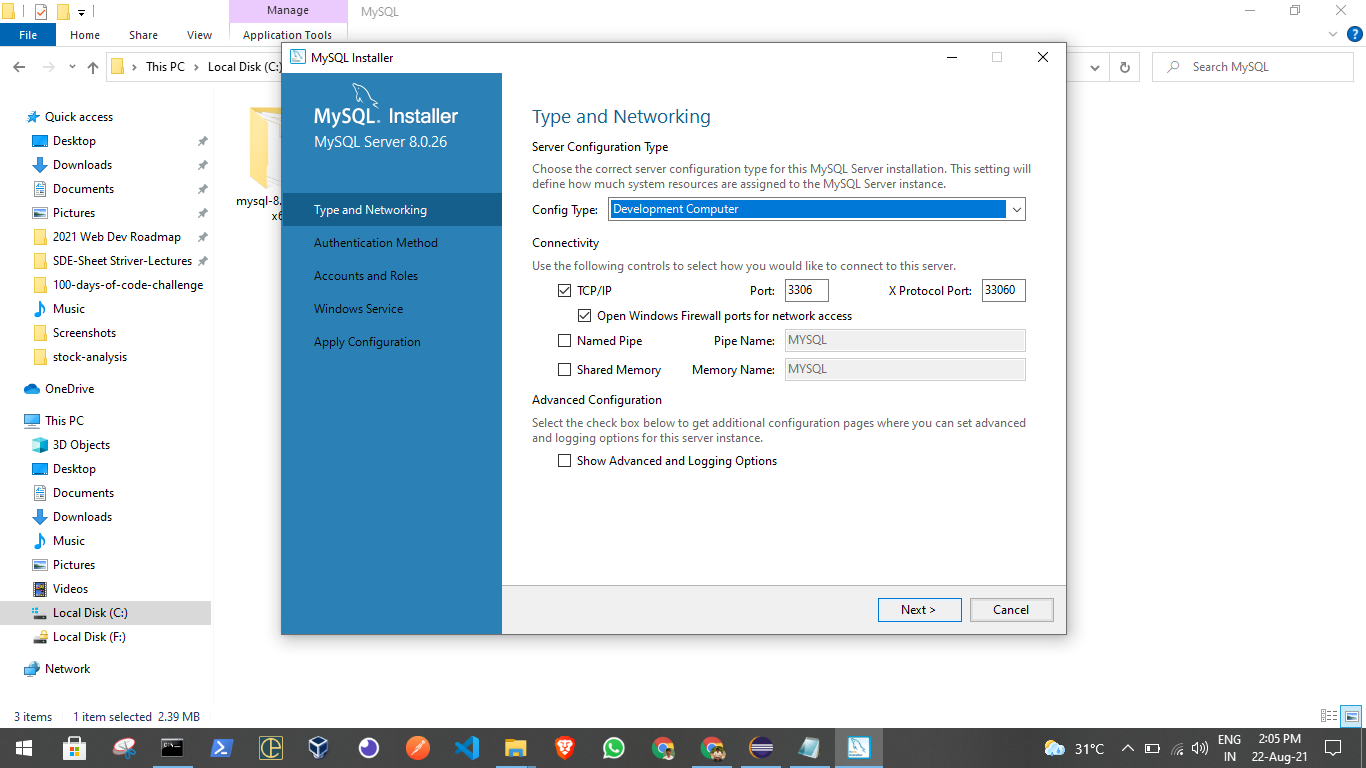 Manage
MySQL
File
Home
Share
View
Application Tools
This PC
Local Disk (C:)
Search MySQL
Quick access
Desktop
Downloads
Documents
Pictures
2021 Web Dev Roadmap
SDE-Sheet Striver-Lectures
100-days-of-code-challenge
Music
Screenshots
stock-analysis
OneDrive
This PC
3D Objects
Desktop
Documents
Downloads
Music
Pictures
Videos
Local Disk (C:)
Local Disk (F:)
Network
mysql-8.
x6
MySQL Installer
MySQL. Installer
MySQL Server 8.0.26
Type and Networking
Authentication Method
Accounts and Roles
Windows Service
Apply Configuration
Type and Networking
Server Configuration Type
Choose the correct server configuration type for this MySQL Server installation. This setting will
define how much system resources are assigned to the MySQL Server instance.
Config Type: Development Computer
Connectivity
Use the following controls to select how you would like to connect to this server.
TCP/IP Port: 3306 X Protocol Port: 33060
Open Windows Firewall ports for network access
Named Pipe Pipe Name: MYSQL
Shared Memory Memory Name: MYSQL
Advanced Configuration
Select the check box below to get additional configuration pages where you can set advanced
and logging options for this server instance.
Show Advanced and Logging Options
Next > Cancel
3 items 1 item selected 2.39 MB
31°C
ENG
IN
2:05 PM
22-Aug-21